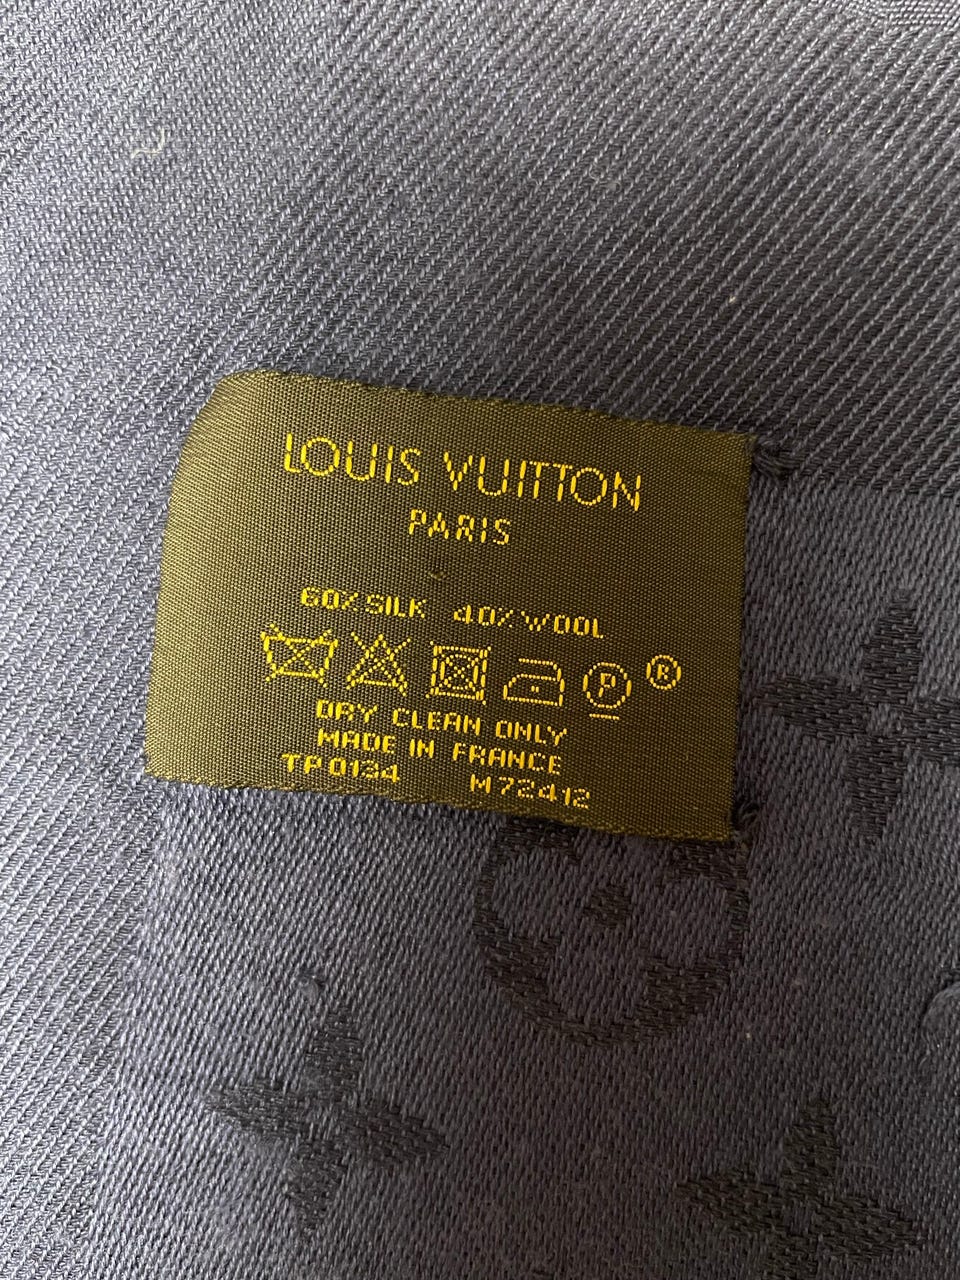 LOUIS VUITTON
PARIS
60% SILK 40% WOOL
P ®
DRY CLEAN ONLY
MADE IN FRANCE
TP0134 M72412